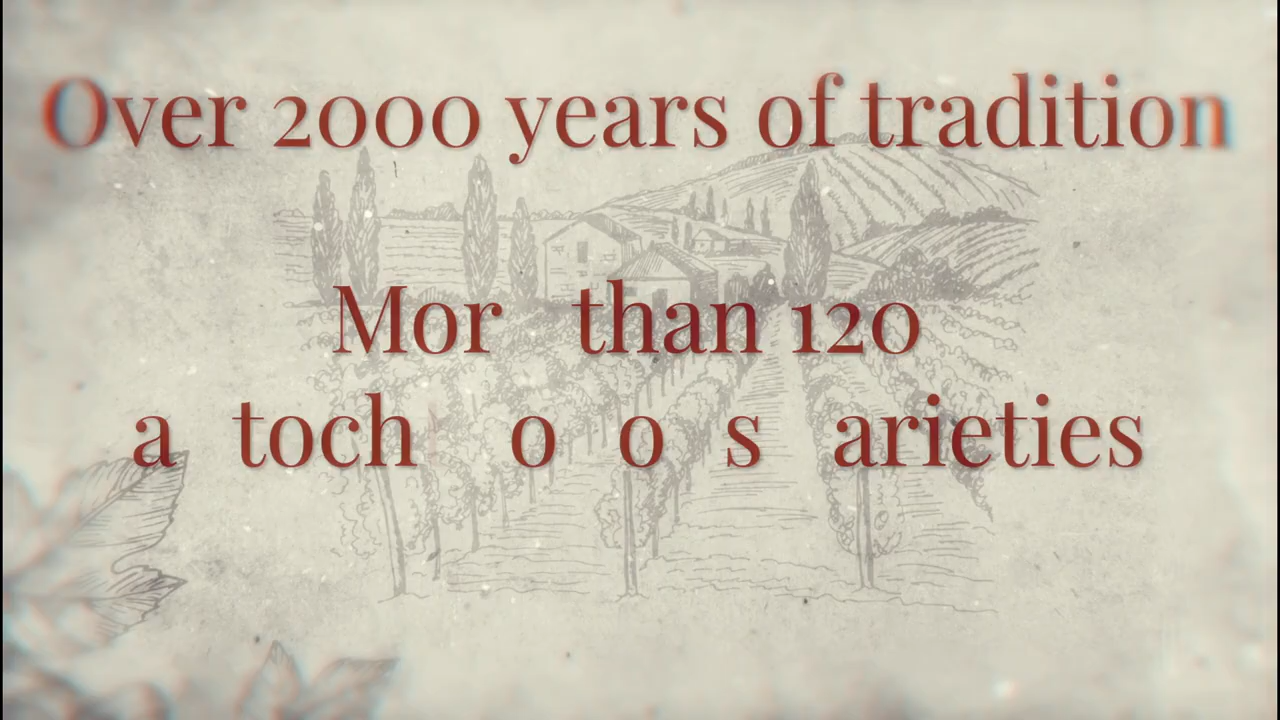 Over 2000 years of tradition
Mor than 120
a toch o o s arieties